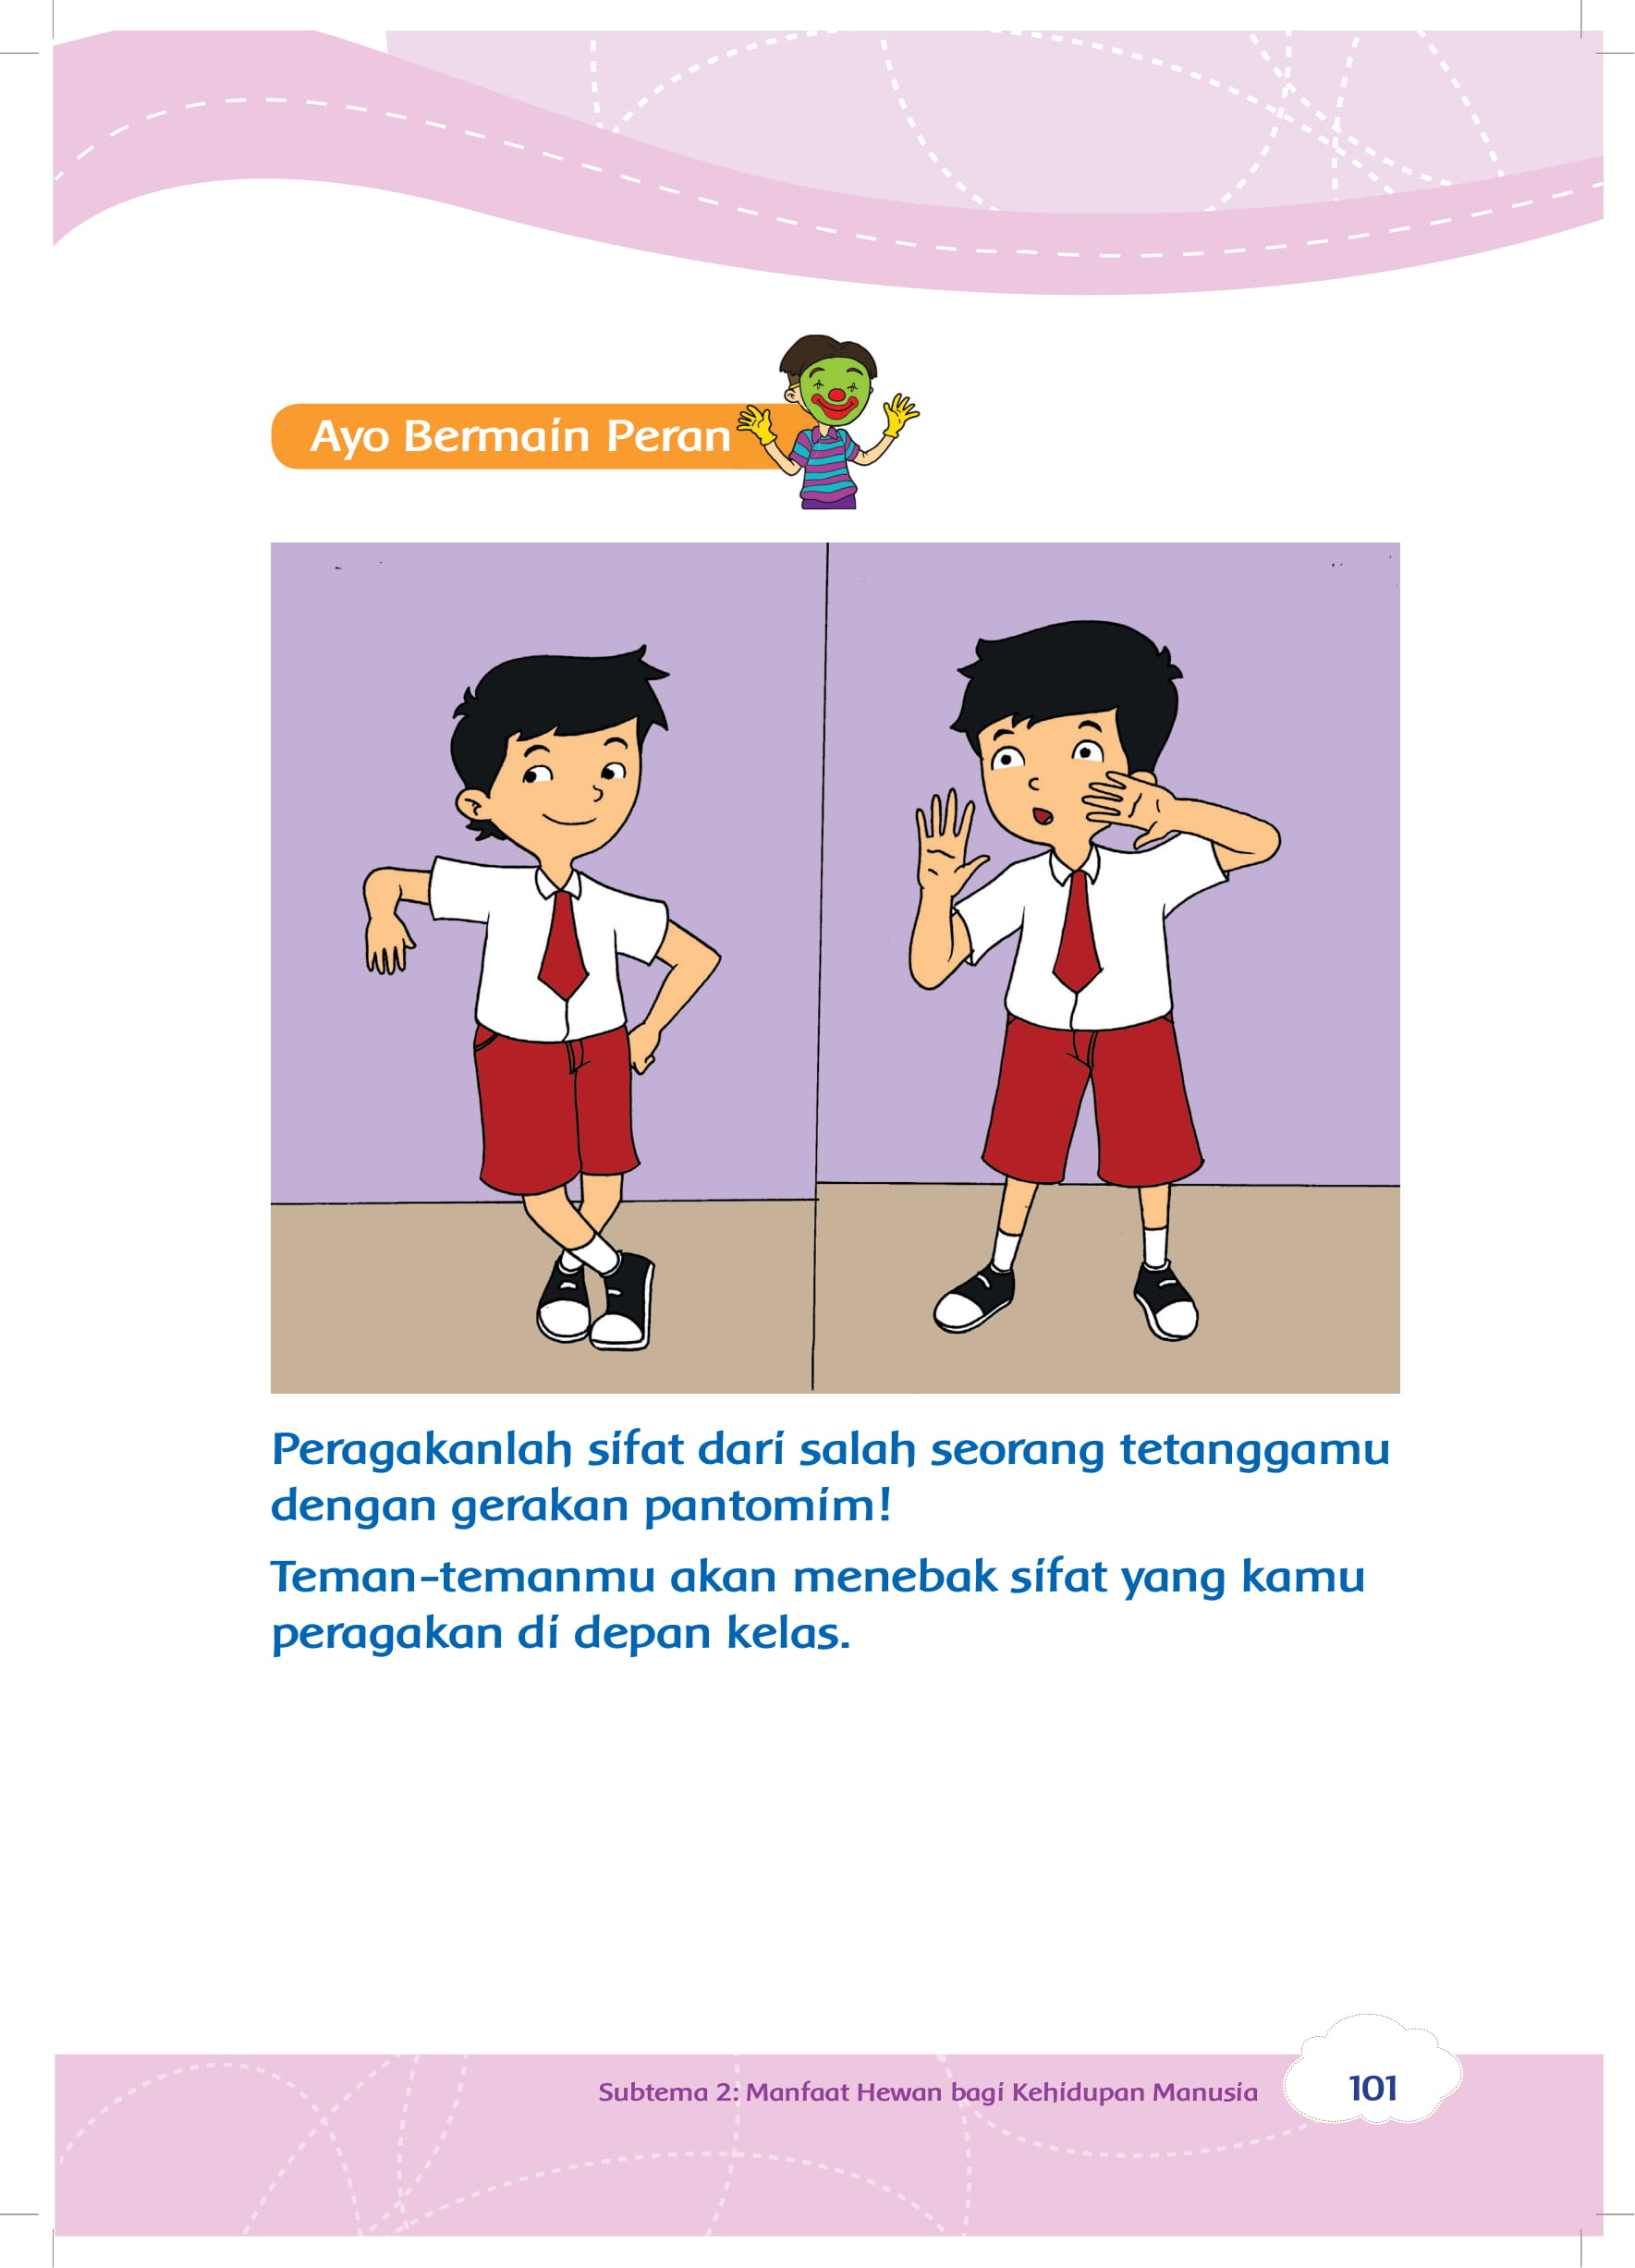 Ayo Bermain Peran
Peragakanlah sifat dari salah seorang tetanggamu
dengan gerakan pantomim!
Teman-temanmu akan menebak sifat yang kamu
peragakan di depan kelas.
Subtema 2: Manfaat Hewan bagi Kehidupan Manusia
101